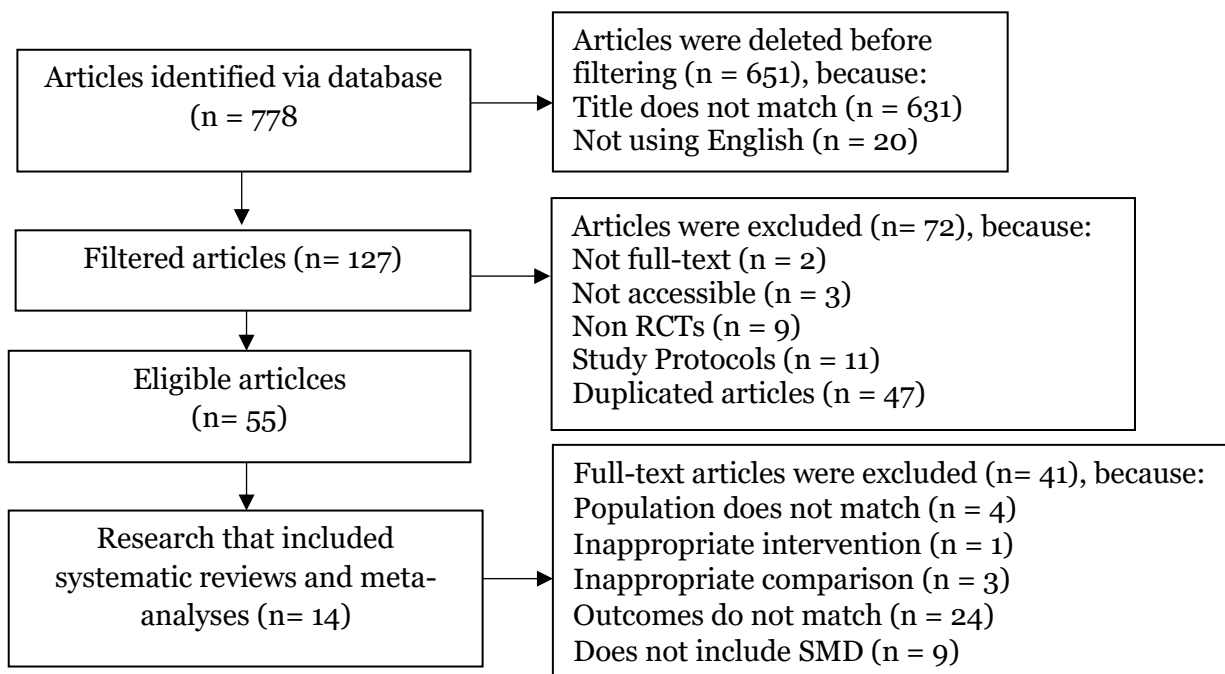 Articles identified via database
(n = 778
Articles were deleted before
filtering (n = 651), because:
Title does not match (n = 631)
Not using English (n = 20)
Filtered articles (n= 127)
Articles were excluded (n= 72), because:
Not full-text (n = 2)
Not accessible (n = 3)
Non RCTs (n = 9)
Study Protocols (n = 11)
Duplicated articles (n = 47)
Eligible articlces
(n= 55)
Full-text articles were excluded (n= 41), because:
Population does not match (n = 4)
Inappropriate intervention (n = 1)
Inappropriate comparison (n = 3)
Outcomes do not match (n = 24)
Does not include SMD (n = 9)
Research that included
systematic reviews and meta-
analyses (n= 14)